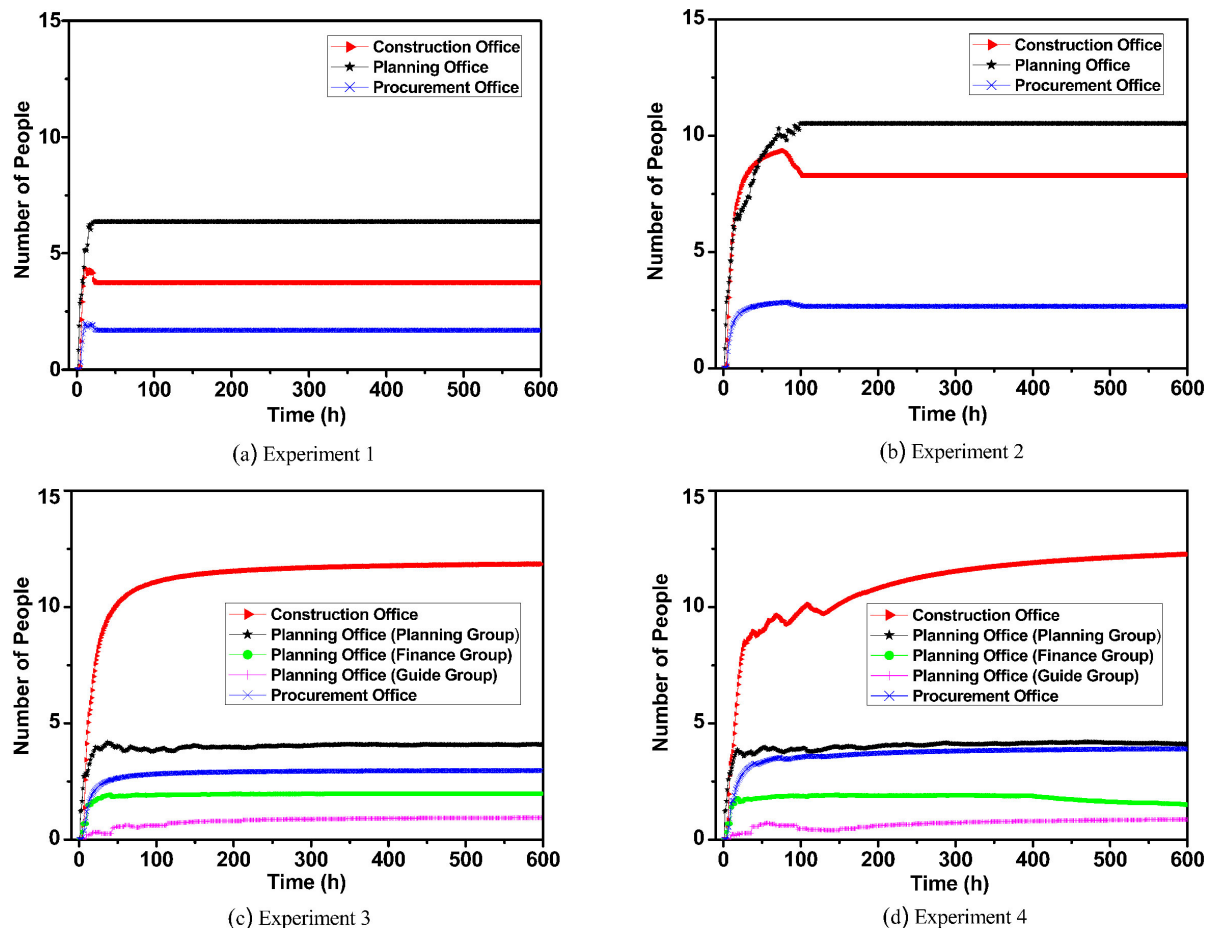 15
10
5
0
Number of People
Construction Office
Planning Office
Procurement Office
0 100 200 300 400 500 600
Time (h)
(a) Experiment 1
15
10
5
0
Number of People
Construction Office
Planning Office
Procurement Office
0 100 200 300 400 500 600
Time (h)
(b) Experiment 2
15
10
5
0
Number of People
Construction Office
Planning Office (Planning Group)
Planning Office (Finance Group)
Planning Office (Guide Group)
Procurement Office
0 100 200 300 400 500 600
Time (h)
(c) Experiment 3
15
10
5
0
Number of People
Construction Office
Planning Office (Planning Group)
Planning Office (Finance Group)
Planning Office (Guide Group)
Procurement Office
0 100 200 300 400 500 600
Time (h)
(d) Experiment 4